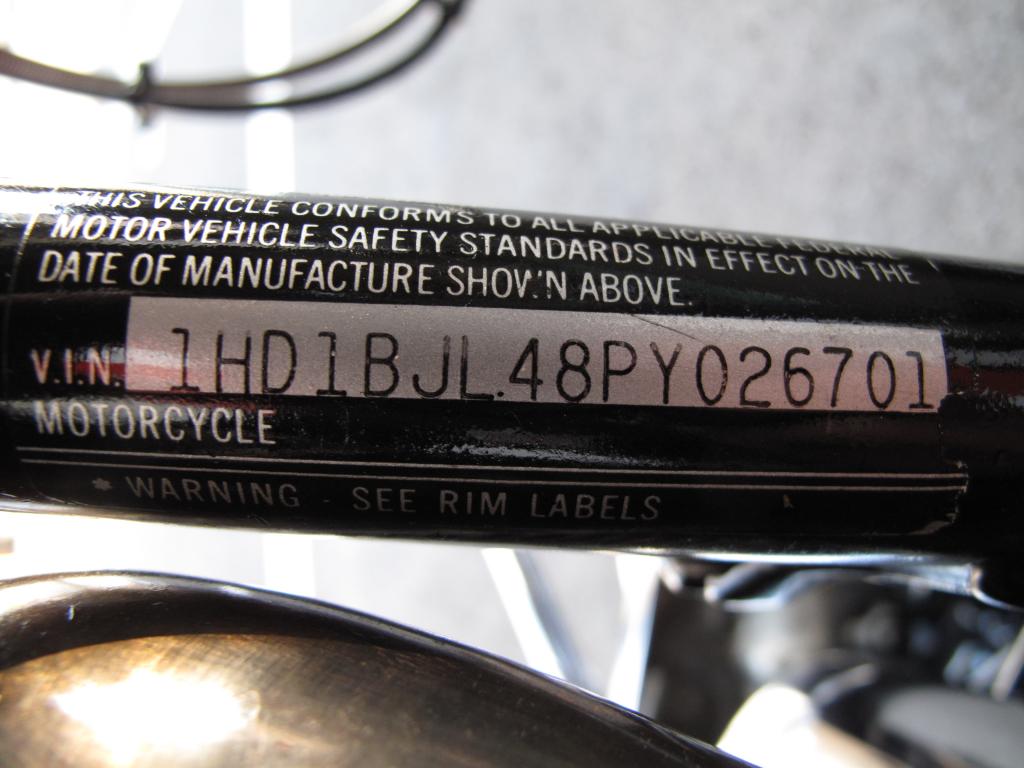 THIS VEHICLE CONFORMS TO ALL APPLICABLE FEDERAL
MOTOR VEHICLE SAFETY STANDARDS IN EFFECT ON THE
DATE OF MANUFACTURE SHOWN ABOVE.
V.I.N. 1HD1BJL48PY026701
MOTORCYCLE
* WARNING - SEE RIM LABELS